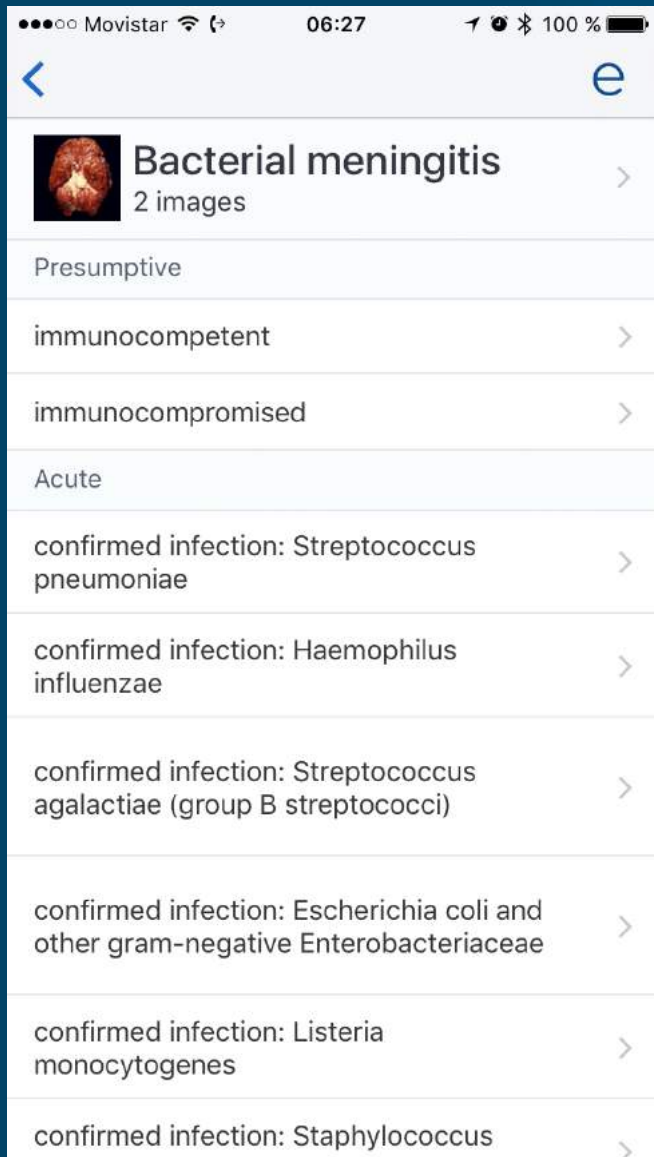 Movistar 06:27 100 %
e
Bacterial meningitis
2 images
Presumptive
immunocompetent
immunocompromised
Acute
confirmed infection: Streptococcus
pneumoniae
confirmed infection: Haemophilus
influenzae
confirmed infection: Streptococcus
agalactiae (group B streptococci)
confirmed infection: Escherichia coli and
other gram-negative Enterobacteriaceae
confirmed infection: Listeria
monocytogenes
confirmed infection: Staphylococcus